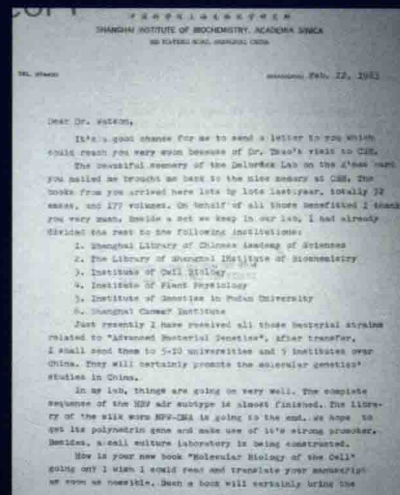 COPY
SHANGHAI INSTITUTE OF BIOCHEMISTRY, ACADEMIA SINICA
SHANGHAI CHINA
SHANGHAI Feb. 22, 1983
Dear Dr. Watson,
It's a good chance for me to send a letter to you which
could reach you very soon because of Dr. Tsao's visit to CSH.
The beautiful scenery of the Lab on the X'mas card
you mailed me brought me back to the nice memory at CSH. The
books from you arrived here lots by lots last year, totally 32
cases, and 177 volumes. On behalf of all those benefitted I thank
you very much. Beside a set we keep in our lab, I had already
divided the rest to the following institutions:
1. Shanghai Library of Chinese Academy of Sciences
2. The Library of Shanghai Institute of Biochemistry
3. Institute of Cell Biology
4. Institute of Plant Physiology
5. Institute of Genetics in Fudan University
6. Shanghai Cancer Institute
Just recently I have received all those bacterial strains
related to "Advanced Bacterial Genetics", after transfer,
I shall send them to 5-10 universities and 5 institutes over
China. They will certainly promote the molecular genetics'
studies in China.
In my lab, things are going on very well. The complete
sequence of the HBV adr subtype is almost finished. The libra-
ry of the silk worm NPV-DNA is going to the end. We hope to
get its polyhedrin gene and make use of it's strong promoter.
Besides, a cell culture laboratory is being constructed.
How is your new book "Molecular Biology of the Cell"
going on? I wish I could read and translate your manuscript
as soon as possible. Such a book will certainly bring the